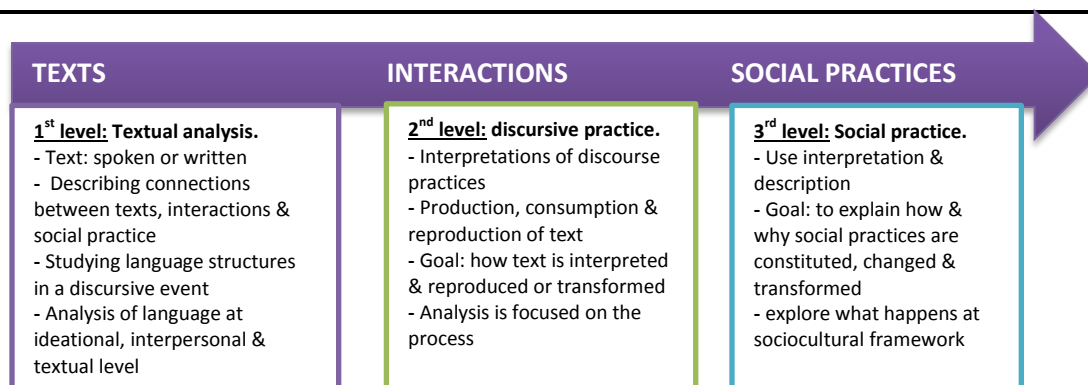 TEXTS
INTERACTIONS
SOCIAL PRACTICES
1st level: Textual analysis.
- Text: spoken or written
- Describing connections
between texts, interactions &
social practice
- Studying language structures
in a discursive event
- Analysis of language at
ideational, interpersonal &
textual level
2nd level: discursive practice.
- Interpretations of discourse
practices
- Production, consumption &
reproduction of text
- Goal: how text is interpreted
& reproduced or transformed
- Analysis is focused on the
process
3rd level: Social practice.
- Use interpretation &
description
- Goal: to explain how &
why social practices are
constituted, changed &
transformed
- explore what happens at
sociocultural framework